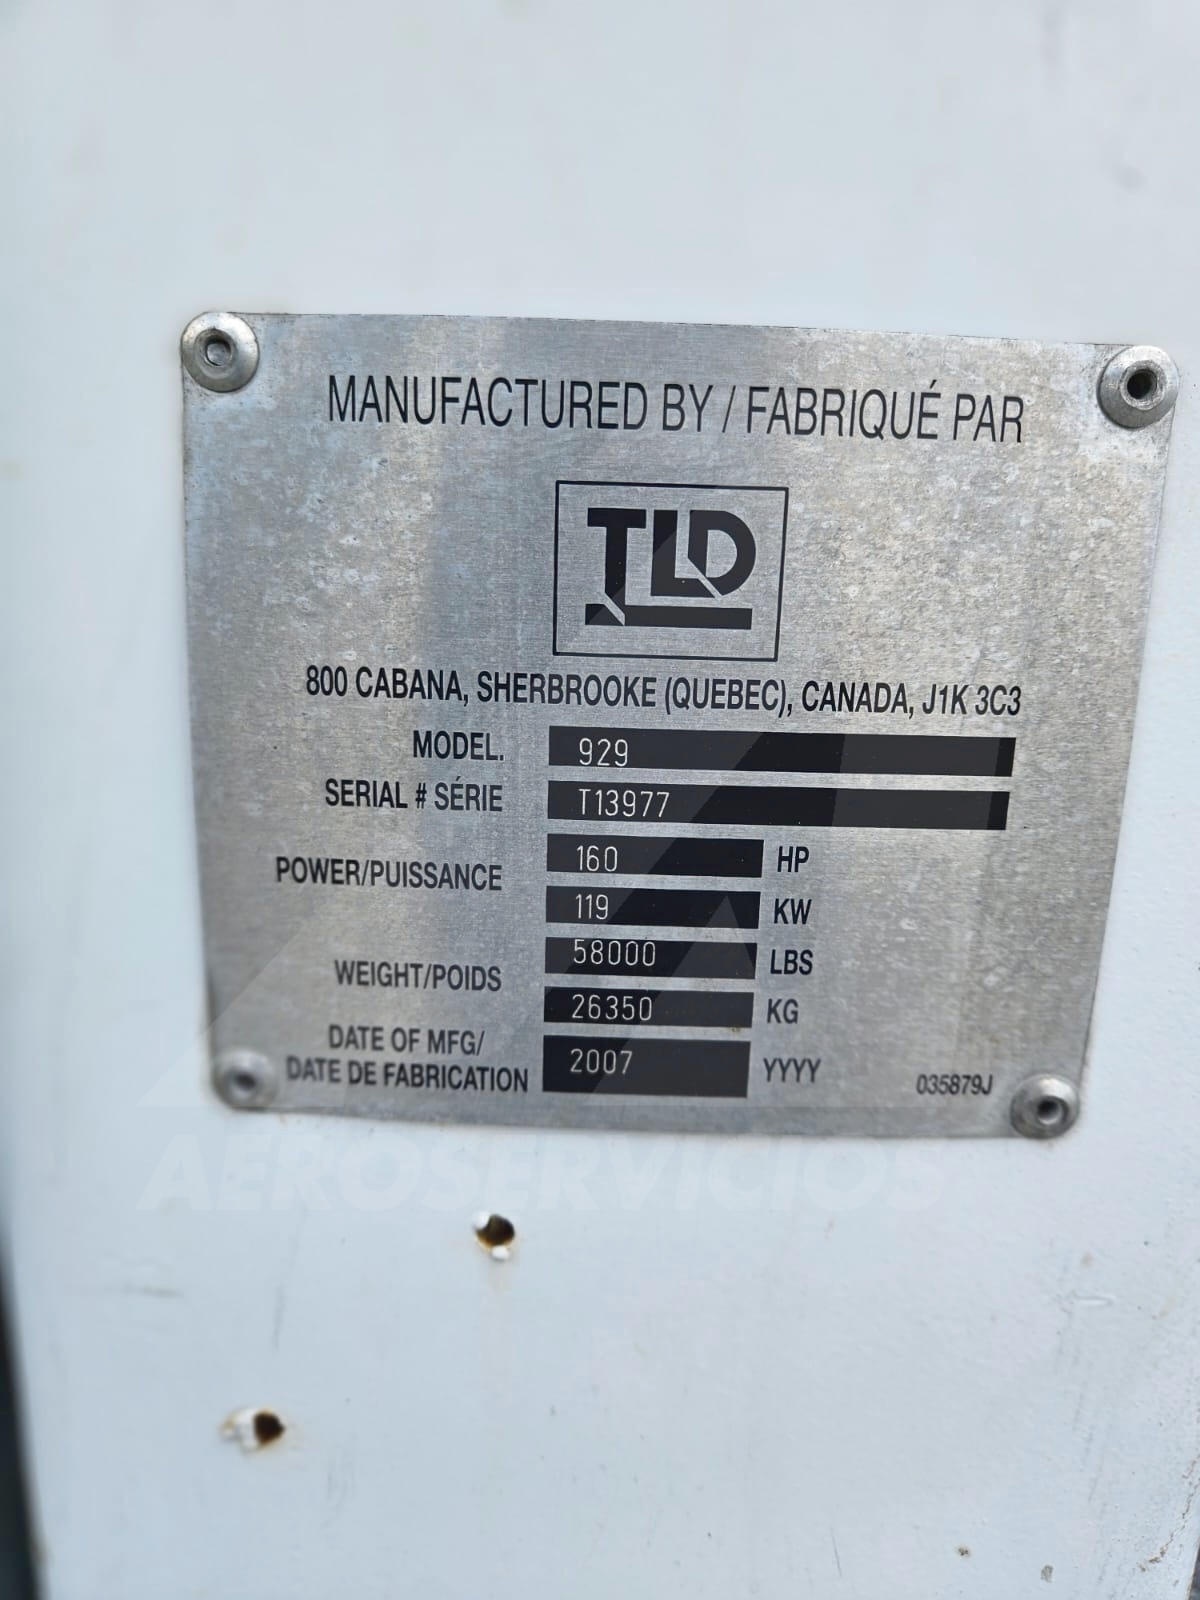 MANUFACTURED BY / FABRIQUÉ PAR
TLD
800 CABANA, SHERBROOKE (QUEBEC), CANADA, J1K 3C3
MODEL. 929
SERIAL # SÉRIE T13977
POWER/PUISSANCE 160 HP
119 KW
WEIGHT/POIDS 58000 LBS
26350 KG
DATE OF MFG/
DATE DE FABRICATION 2007 YYYY
035879J
AEROSERVICIOS